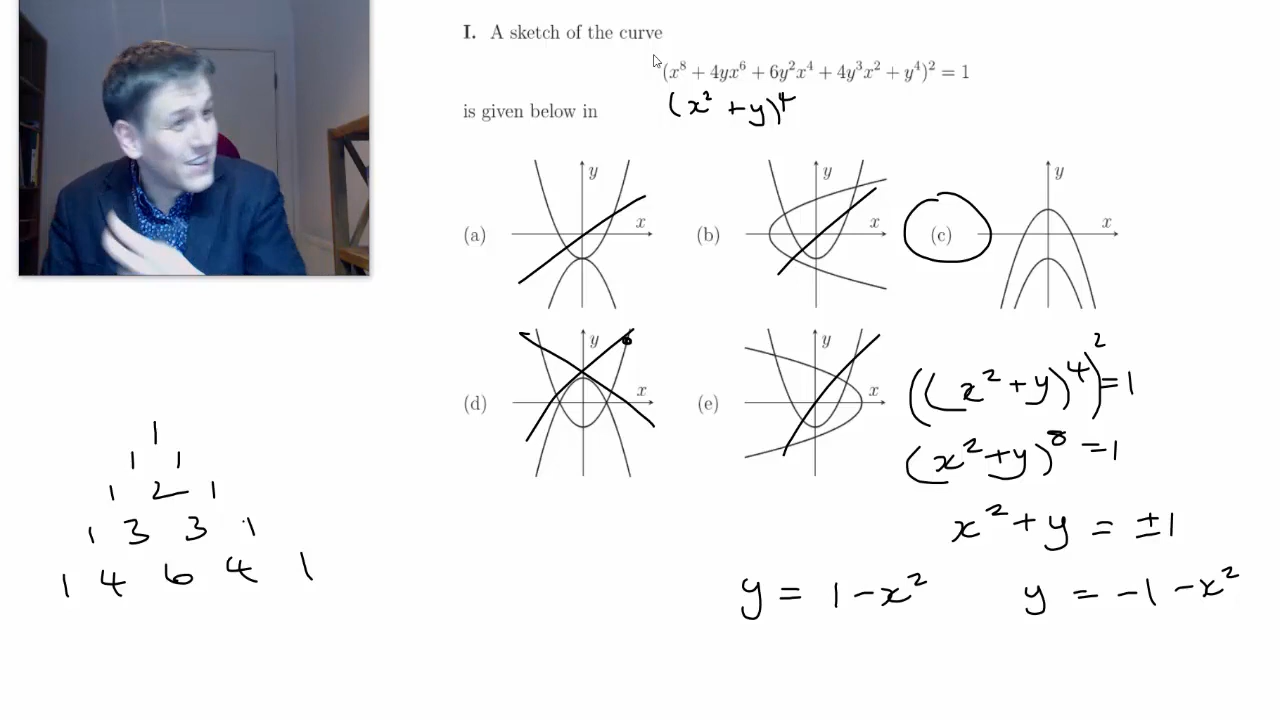 I. A sketch of the curve
(x⁸ + 4yx⁶ + 6y²x⁴ + 4y³x² + y⁴)² = 1
(x² + y)⁴
is given below in
(a) y x
(b) y x
(c) y x
(d) y x
(e) y x
((x² + y)⁴)² = 1
(x² + y)⁸ = 1
x² + y = ±1
y = 1 − x² y = −1 − x²
1
1 1
1 2 1
1 3 3 1
1 4 6 4 1